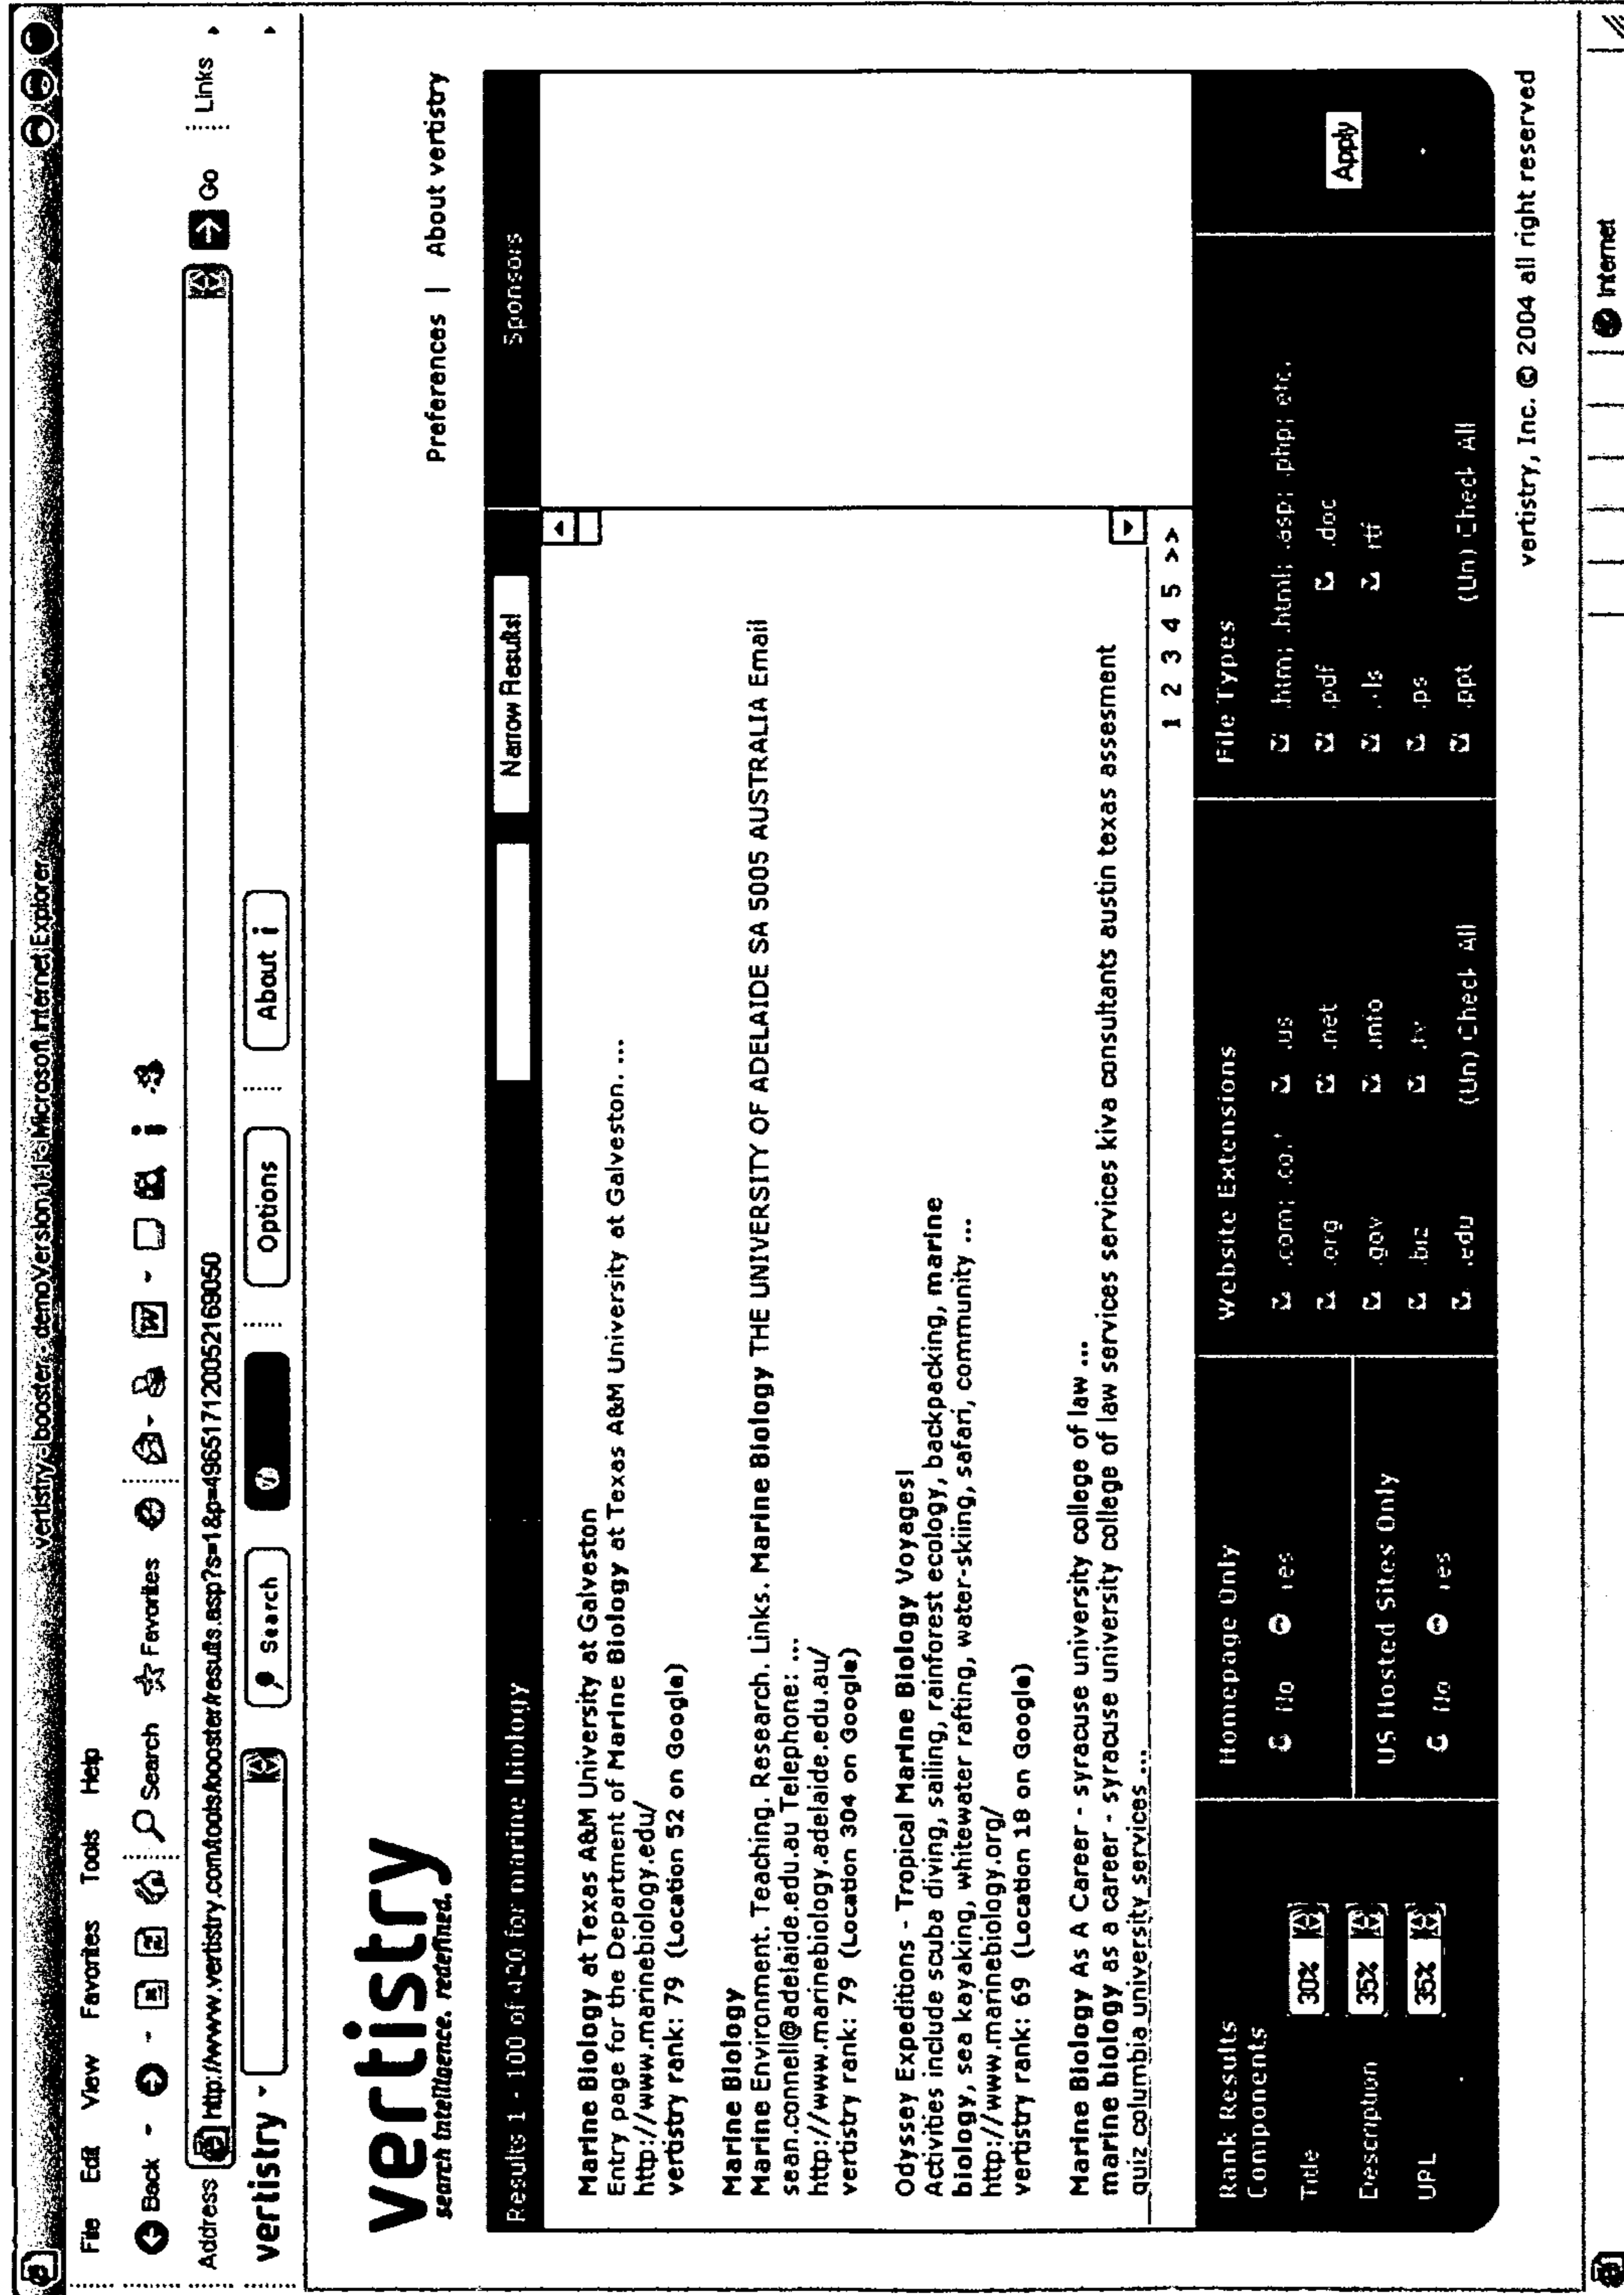 vertistry booster - demoVersion 1.1 - Microsoft Internet Explorer
File Edit View Favorites Tools Help
Back Search Favorites
Address http://www.vertistry.com/tools/booster/results.asp?s=1&p=49651712005216905​0 Go Links
vertistry Search Options About
vertistry
search intelligence. redefined.
Preferences | About vertistry
Results 1 - 100 of 420 for marine biology Narrow Results! Sponsors
Marine Biology at Texas A&M University at Galveston
Entry page for the Department of Marine Biology at Texas A&M University at Galveston. ...
http://www.marinebiology.edu/
vertistry rank: 79 (Location 52 on Google)
Marine Biology
Marine Environment. Teaching. Research. Links. Marine Biology THE UNIVERSITY OF ADELAIDE SA 5005 AUSTRALIA Email
sean.connell@adelaide.edu.au Telephone: ...
http://www.marinebiology.adelaide.edu.au/
vertistry rank: 79 (Location 304 on Google)
Odyssey Expeditions - Tropical Marine Biology Voyages!
Activities include scuba diving, sailing, rainforest ecology, backpacking, marine
biology, sea kayaking, whitewater rafting, water-skiing, safari, community ...
http://www.marinebiology.org/
vertistry rank: 69 (Location 18 on Google)
Marine Biology As A Career - syracuse university college of law ...
marine biology as a career - syracuse university college of law services services kiva consultants austin texas assesment
quiz columbia university services ...
1 2 3 4 5 >>
Rank Results
Components
Title 30%
Description 35%
URL 35%
Homepage Only
No Yes
US Hosted Sites Only
No Yes
Website Extensions
.com; .co.* .us
.org .net
.gov .info
.biz .tv
.edu (Un) Check All
File Types
.htm; .html; .asp; .php; etc.
.pdf .doc
.xls .rtf
.ps
.ppt (Un) Check All
Apply
vertistry, Inc. © 2004 all right reserved
Internet